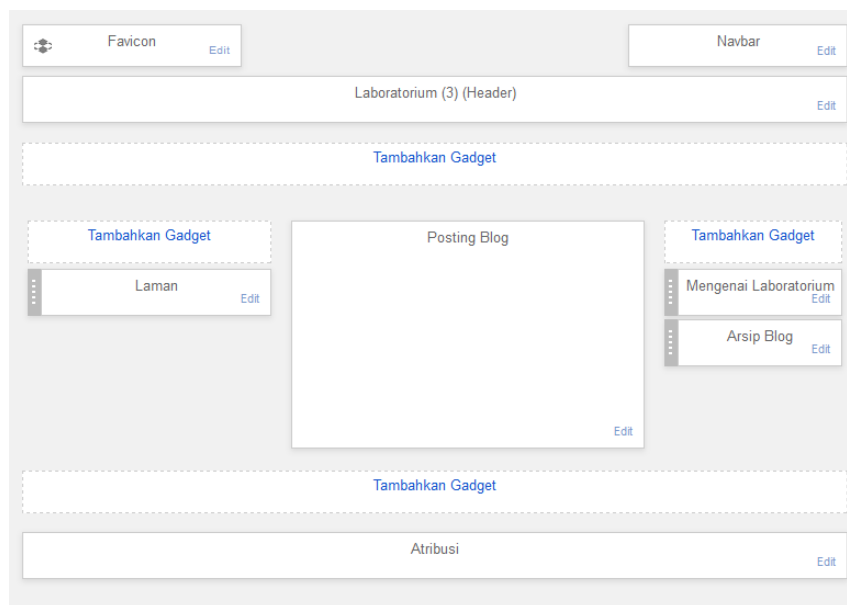 Favicon
Edit
Navbar
Edit
Laboratorium (3) (Header)
Edit
Tambahkan Gadget
Tambahkan Gadget
Laman
Edit
Posting Blog
Edit
Tambahkan Gadget
Mengenai Laboratorium
Edit
Arsip Blog
Edit
Tambahkan Gadget
Atribusi
Edit